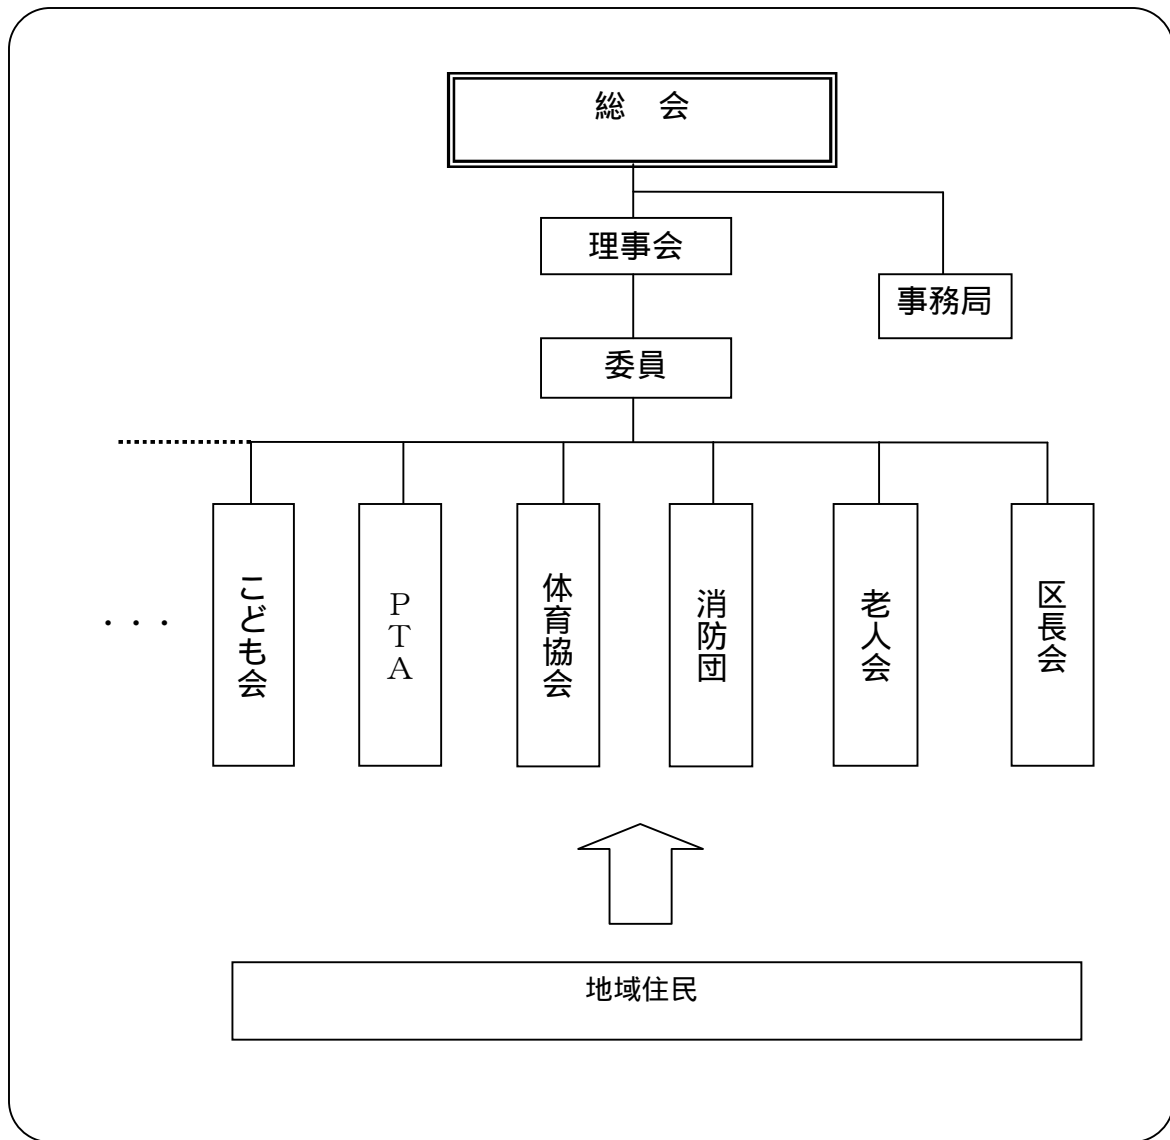 総　会
理事会
事務局
委員
・・・
こども会
ＰＴＡ
体育協会
消防団
老人会
区長会
地域住民